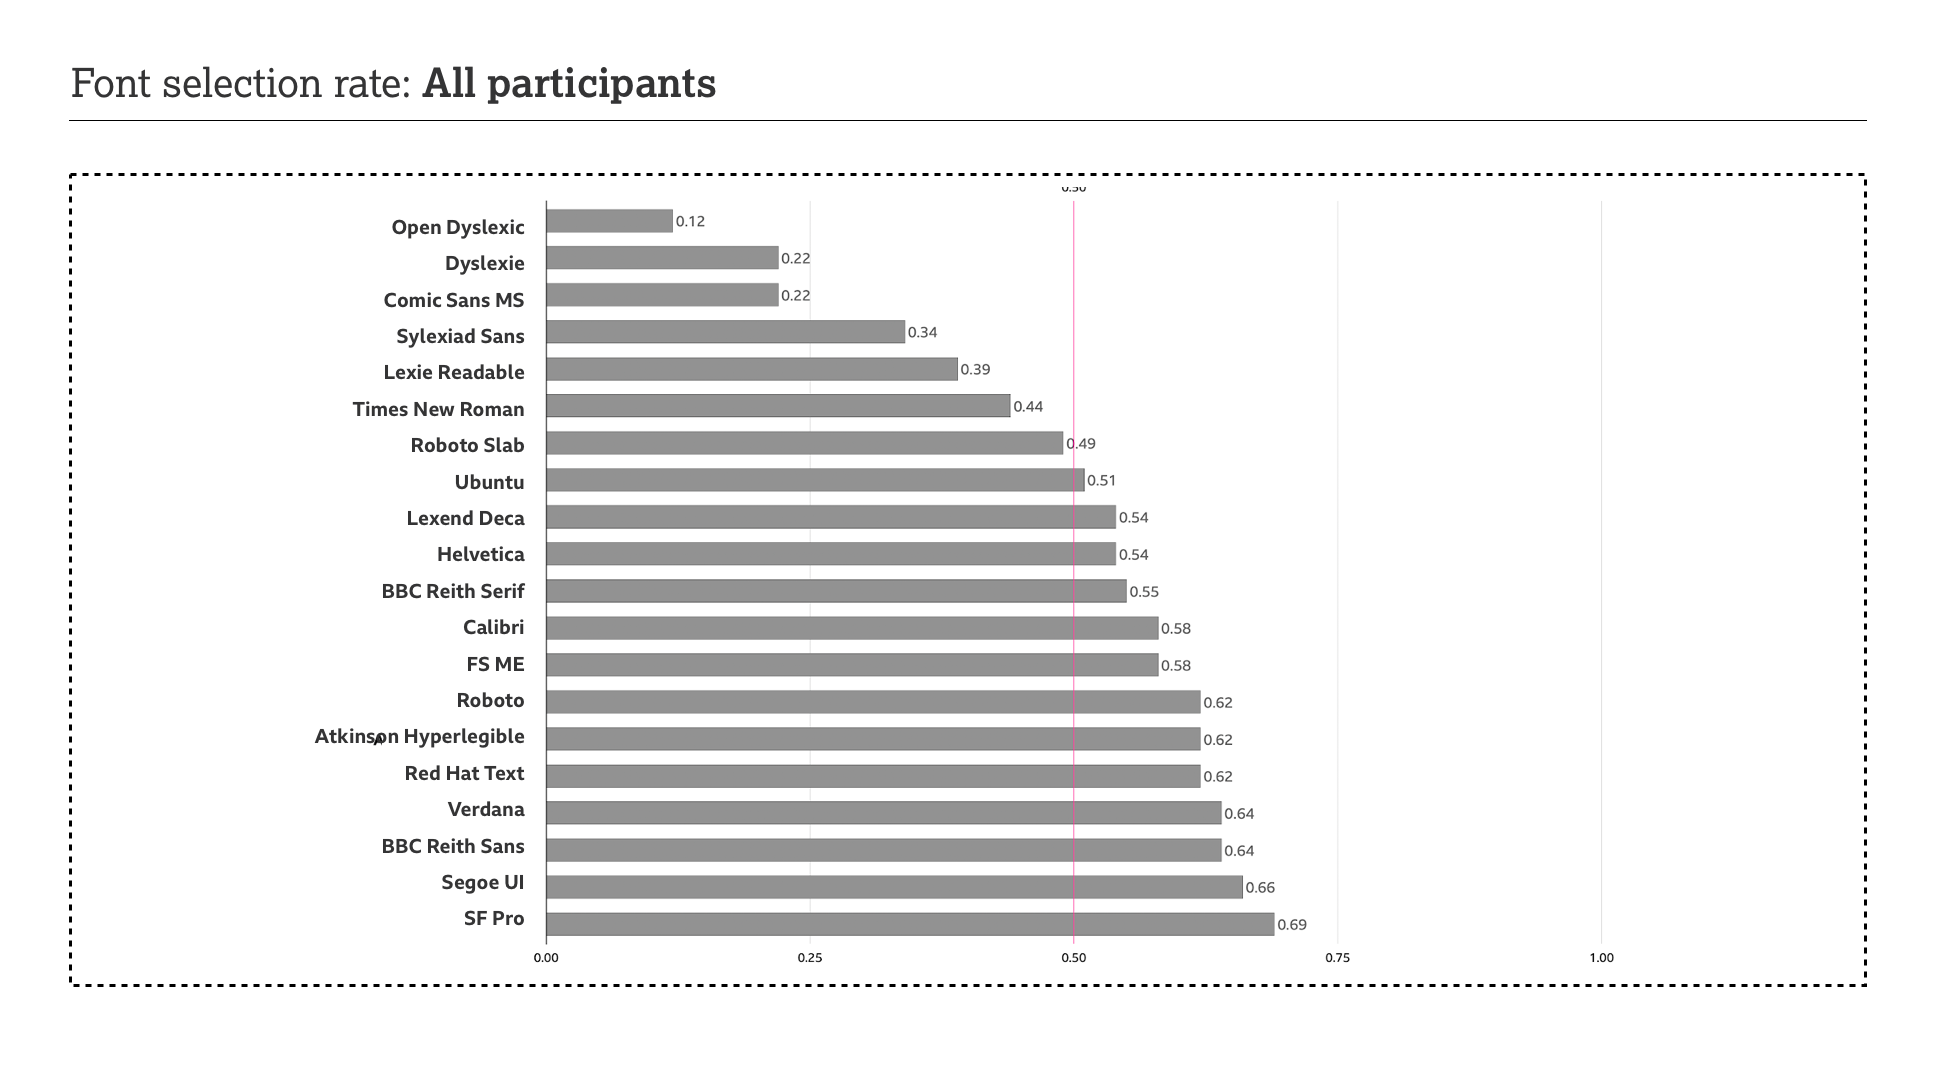 Font selection rate: All participants
0.50
Open Dyslexic 0.12
Dyslexie 0.22
Comic Sans MS 0.22
Sylexiad Sans 0.34
Lexie Readable 0.39
Times New Roman 0.44
Roboto Slab 0.49
Ubuntu 0.51
Lexend Deca 0.54
Helvetica 0.54
BBC Reith Serif 0.55
Calibri 0.58
FS ME 0.58
Roboto 0.62
Atkinson Hyperlegible 0.62
Red Hat Text 0.62
Verdana 0.64
BBC Reith Sans 0.64
Segoe UI 0.66
SF Pro 0.69
0.00 0.25 0.50 0.75 1.00